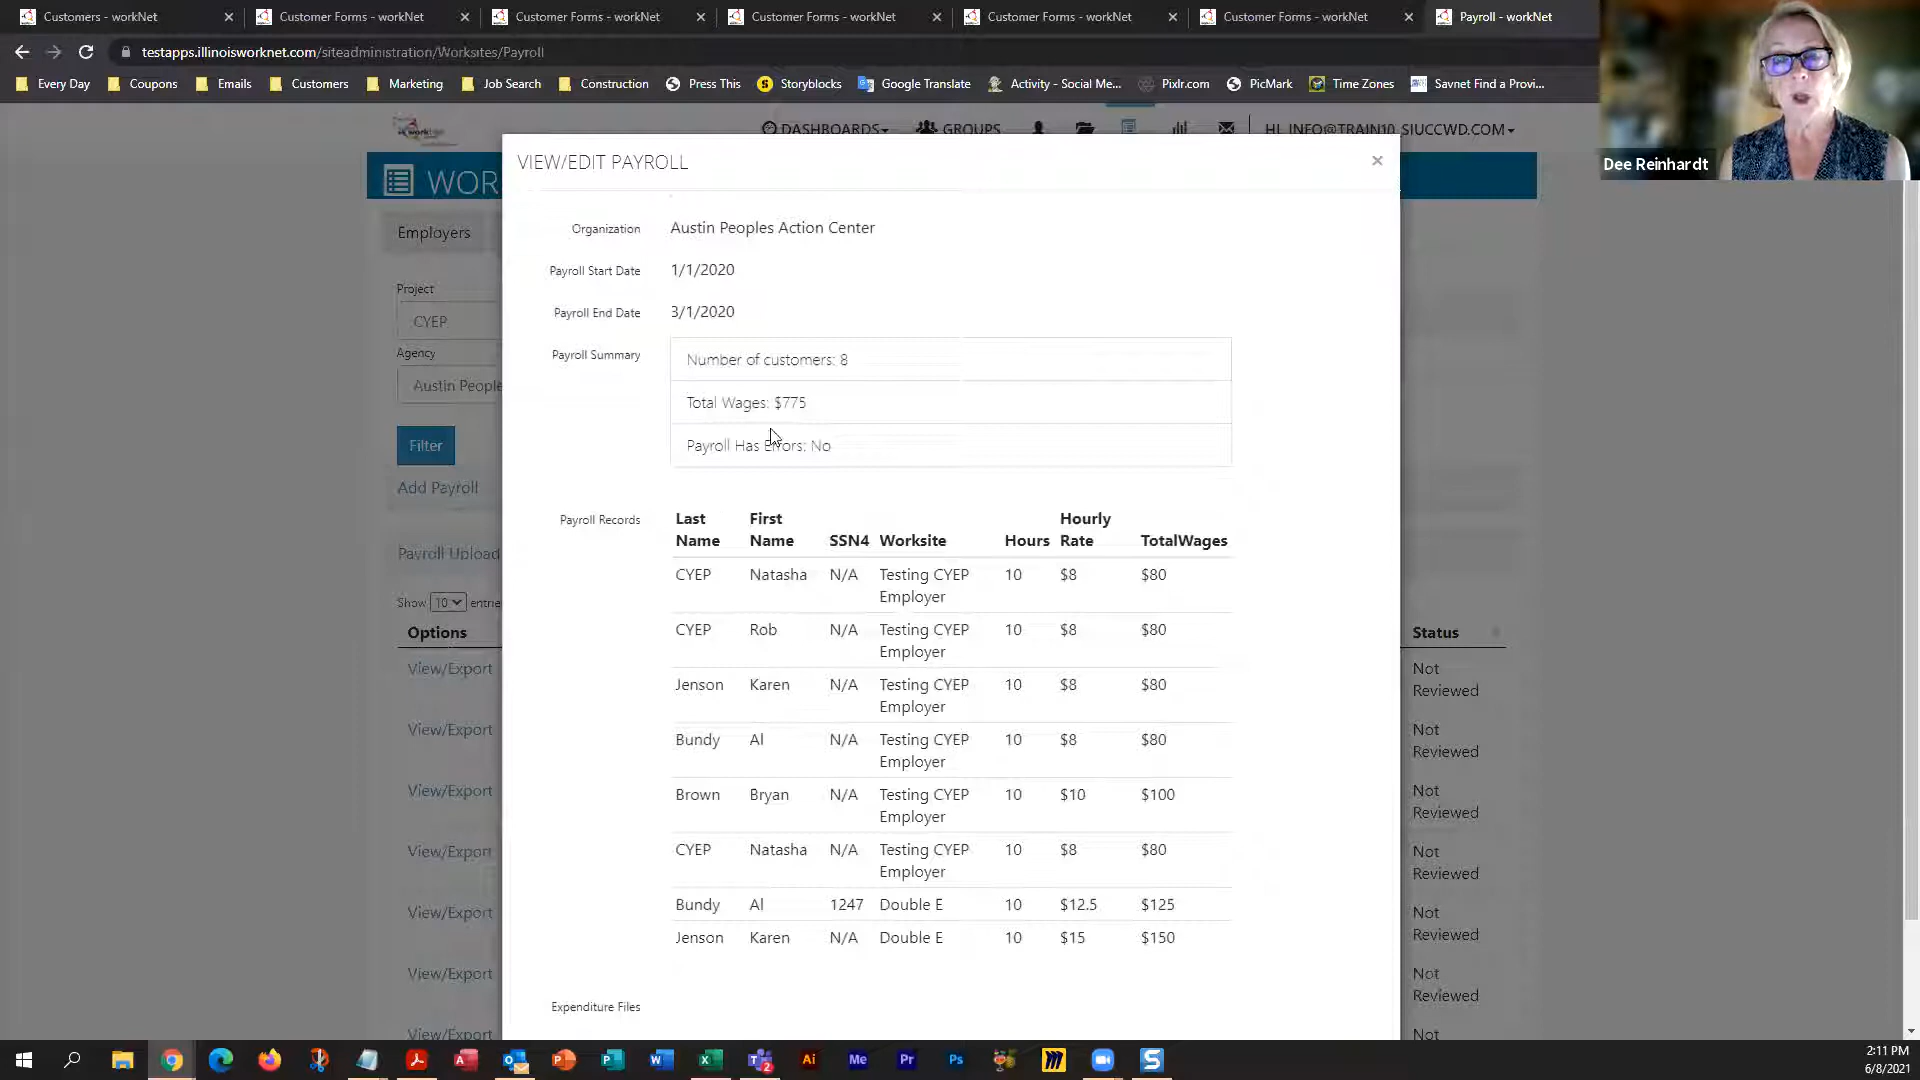 Customers - workNet
Customer Forms - workNet
Customer Forms - workNet
Customer Forms - workNet
Customer Forms - workNet
Customer Forms - workNet
Payroll - workNet
testapps.illinoisworknet.com/siteadministration/Worksites/Payroll
Every Day
Coupons
Emails
Customers
Marketing
Job Search
Construction
Press This
Storyblocks
Google Translate
Activity - Social Me...
Pixlr.com
PicMark
Time Zones
Savnet Find a Provi...
Dee Reinhardt
DASHBOARDS
GROUPS
HI, INFO@TRAIN10_SIUCCWD.COM
WOR
Employers
Project
CYEP
Agency
Austin People
Filter
Add Payroll
Payroll Upload
Show 10 entrie
Options
View/Export
View/Export
View/Export
View/Export
View/Export
View/Export
View/Export
VIEW/EDIT PAYROLL
×
Organization Austin Peoples Action Center
Payroll Start Date 1/1/2020
Payroll End Date 3/1/2020
Payroll Summary
Number of customers: 8
Total Wages: $775
Payroll Has Errors: No
Payroll Records
Last Name First Name SSN4 Worksite Hours Hourly Rate TotalWages
CYEP Natasha N/A Testing CYEP Employer 10 $8 $80
CYEP Rob N/A Testing CYEP Employer 10 $8 $80
Jenson Karen N/A Testing CYEP Employer 10 $8 $80
Bundy Al N/A Testing CYEP Employer 10 $8 $80
Brown Bryan N/A Testing CYEP Employer 10 $10 $100
CYEP Natasha N/A Testing CYEP Employer 10 $8 $80
Bundy Al 1247 Double E 10 $12.5 $125
Jenson Karen N/A Double E 10 $15 $150
Expenditure Files
Status
Not Reviewed
Not Reviewed
Not Reviewed
Not Reviewed
Not Reviewed
Not Reviewed
Not
2:11 PM
6/8/2021